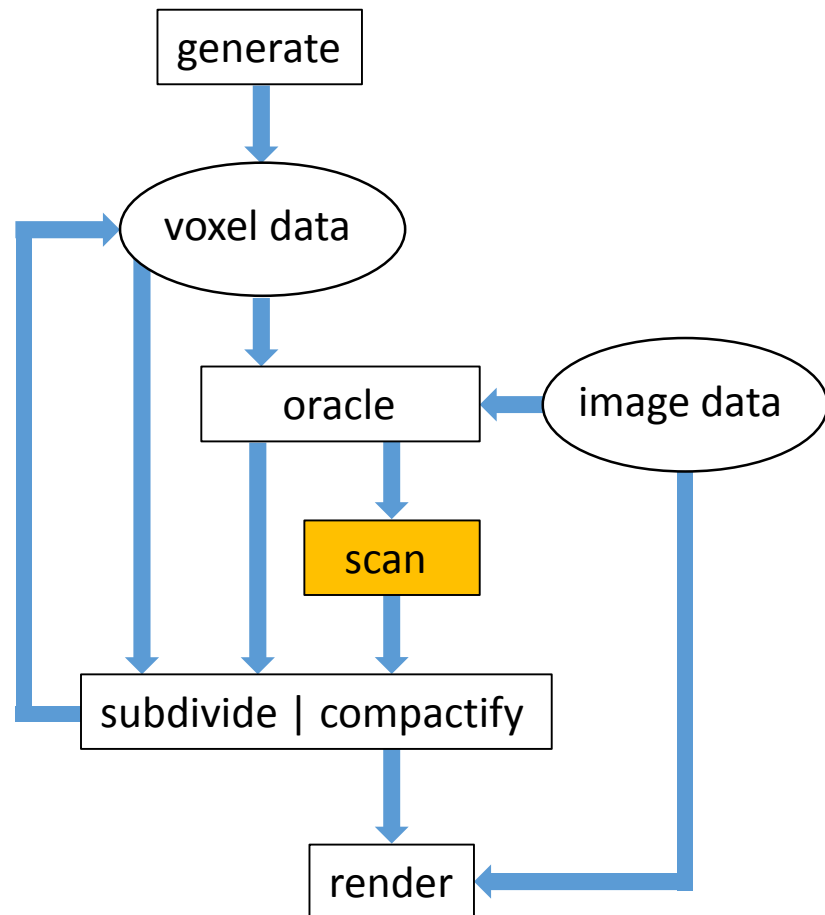 generate
voxel data
oracle
image data
scan
subdivide | compactify
render